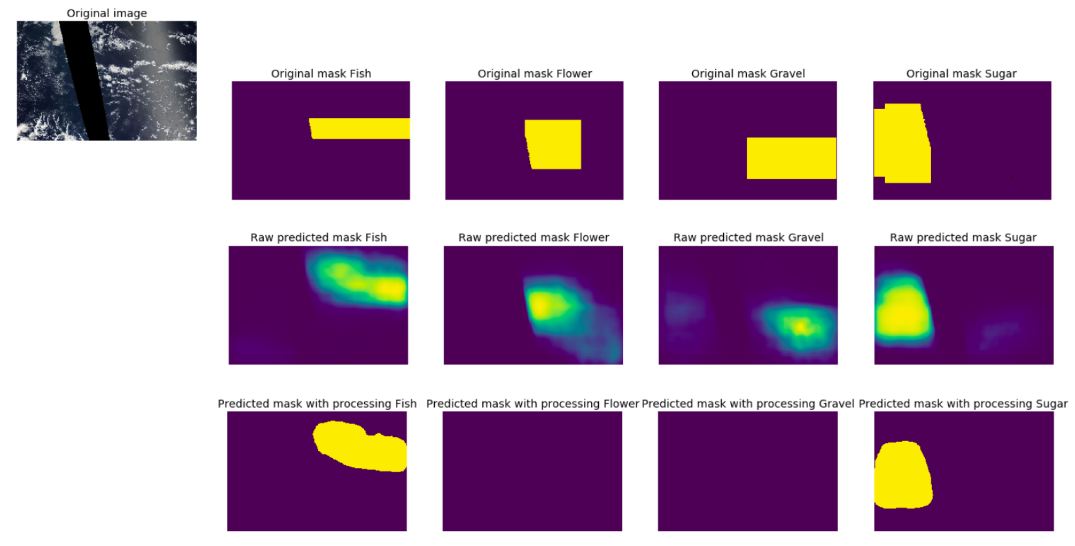 Original image
Original mask Fish
Original mask Flower
Original mask Gravel
Original mask Sugar
Raw predicted mask Fish
Raw predicted mask Flower
Raw predicted mask Gravel
Raw predicted mask Sugar
Predicted mask with processing Fish
Predicted mask with processing Flower
Predicted mask with processing Gravel
Predicted mask with processing Sugar